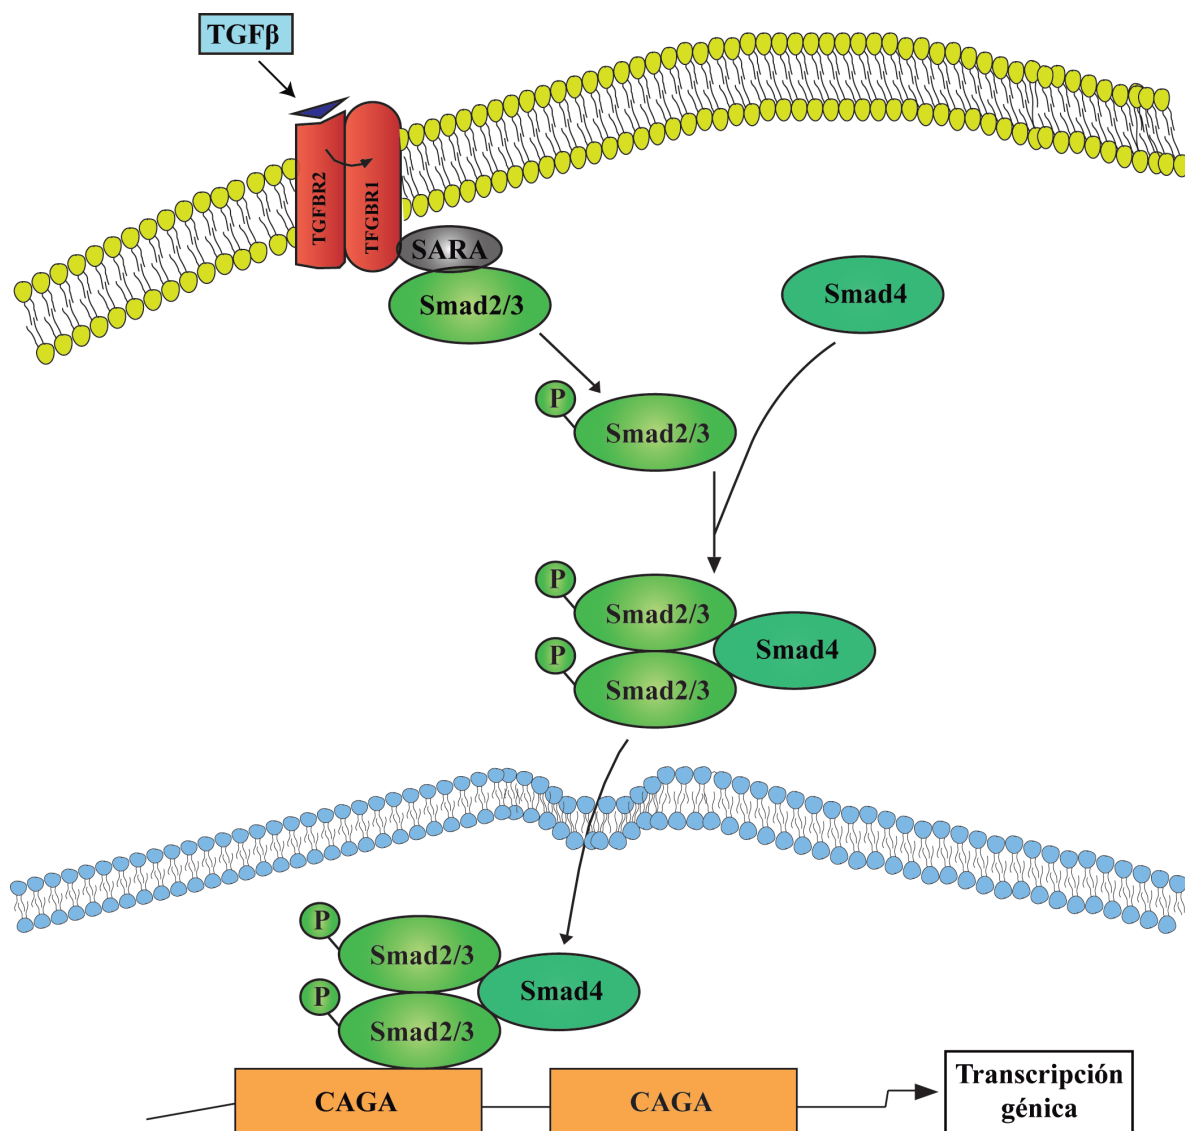 TGFβ
TGFBR2
TFGBR1
SARA
Smad2/3
Smad4
P
Smad2/3
P
Smad2/3
Smad4
P
Smad2/3
P
Smad2/3
Smad4
P
Smad2/3
CAGA
CAGA
Transcripción
génica